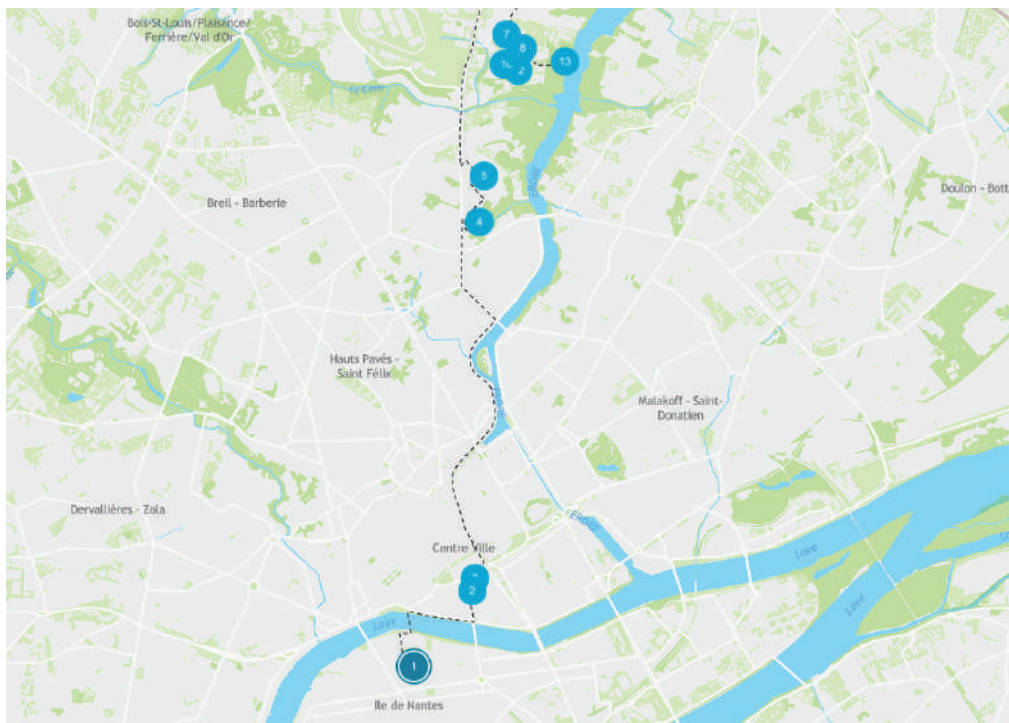 Bois-St-Louis/Plaisance/
Ferrière/Val d'Or
7
8
13
2
Le Cens
5
Erdre
Breil - Barberie
Doulon - Bott
4
Hauts Pavés -
Saint Félix
Erdre
Malakoff - Saint-
Donatien
Dervallières - Zola
Erdre
Centre Ville
Loire
Loire
2
Loire
1
Ile de Nantes